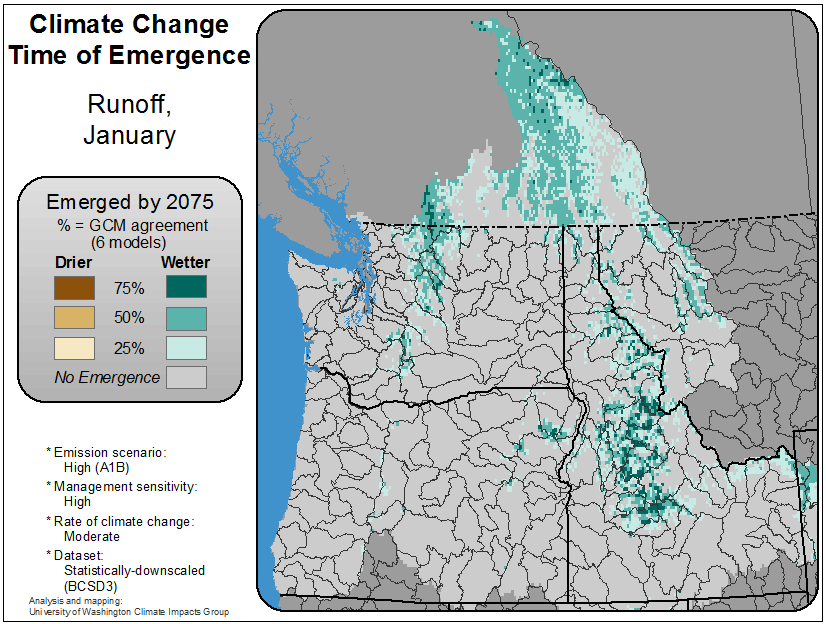 Climate Change
Time of Emergence
Runoff,
January
Emerged by 2075
% = GCM agreement
(6 models)
Drier Wetter
75%
50%
25%
No Emergence
* Emission scenario:
High (A1B)
* Management sensitivity:
High
* Rate of climate change:
Moderate
* Dataset:
Statistically-downscaled
(BCSD3)
Analysis and mapping:
University of Washington Climate Impacts Group